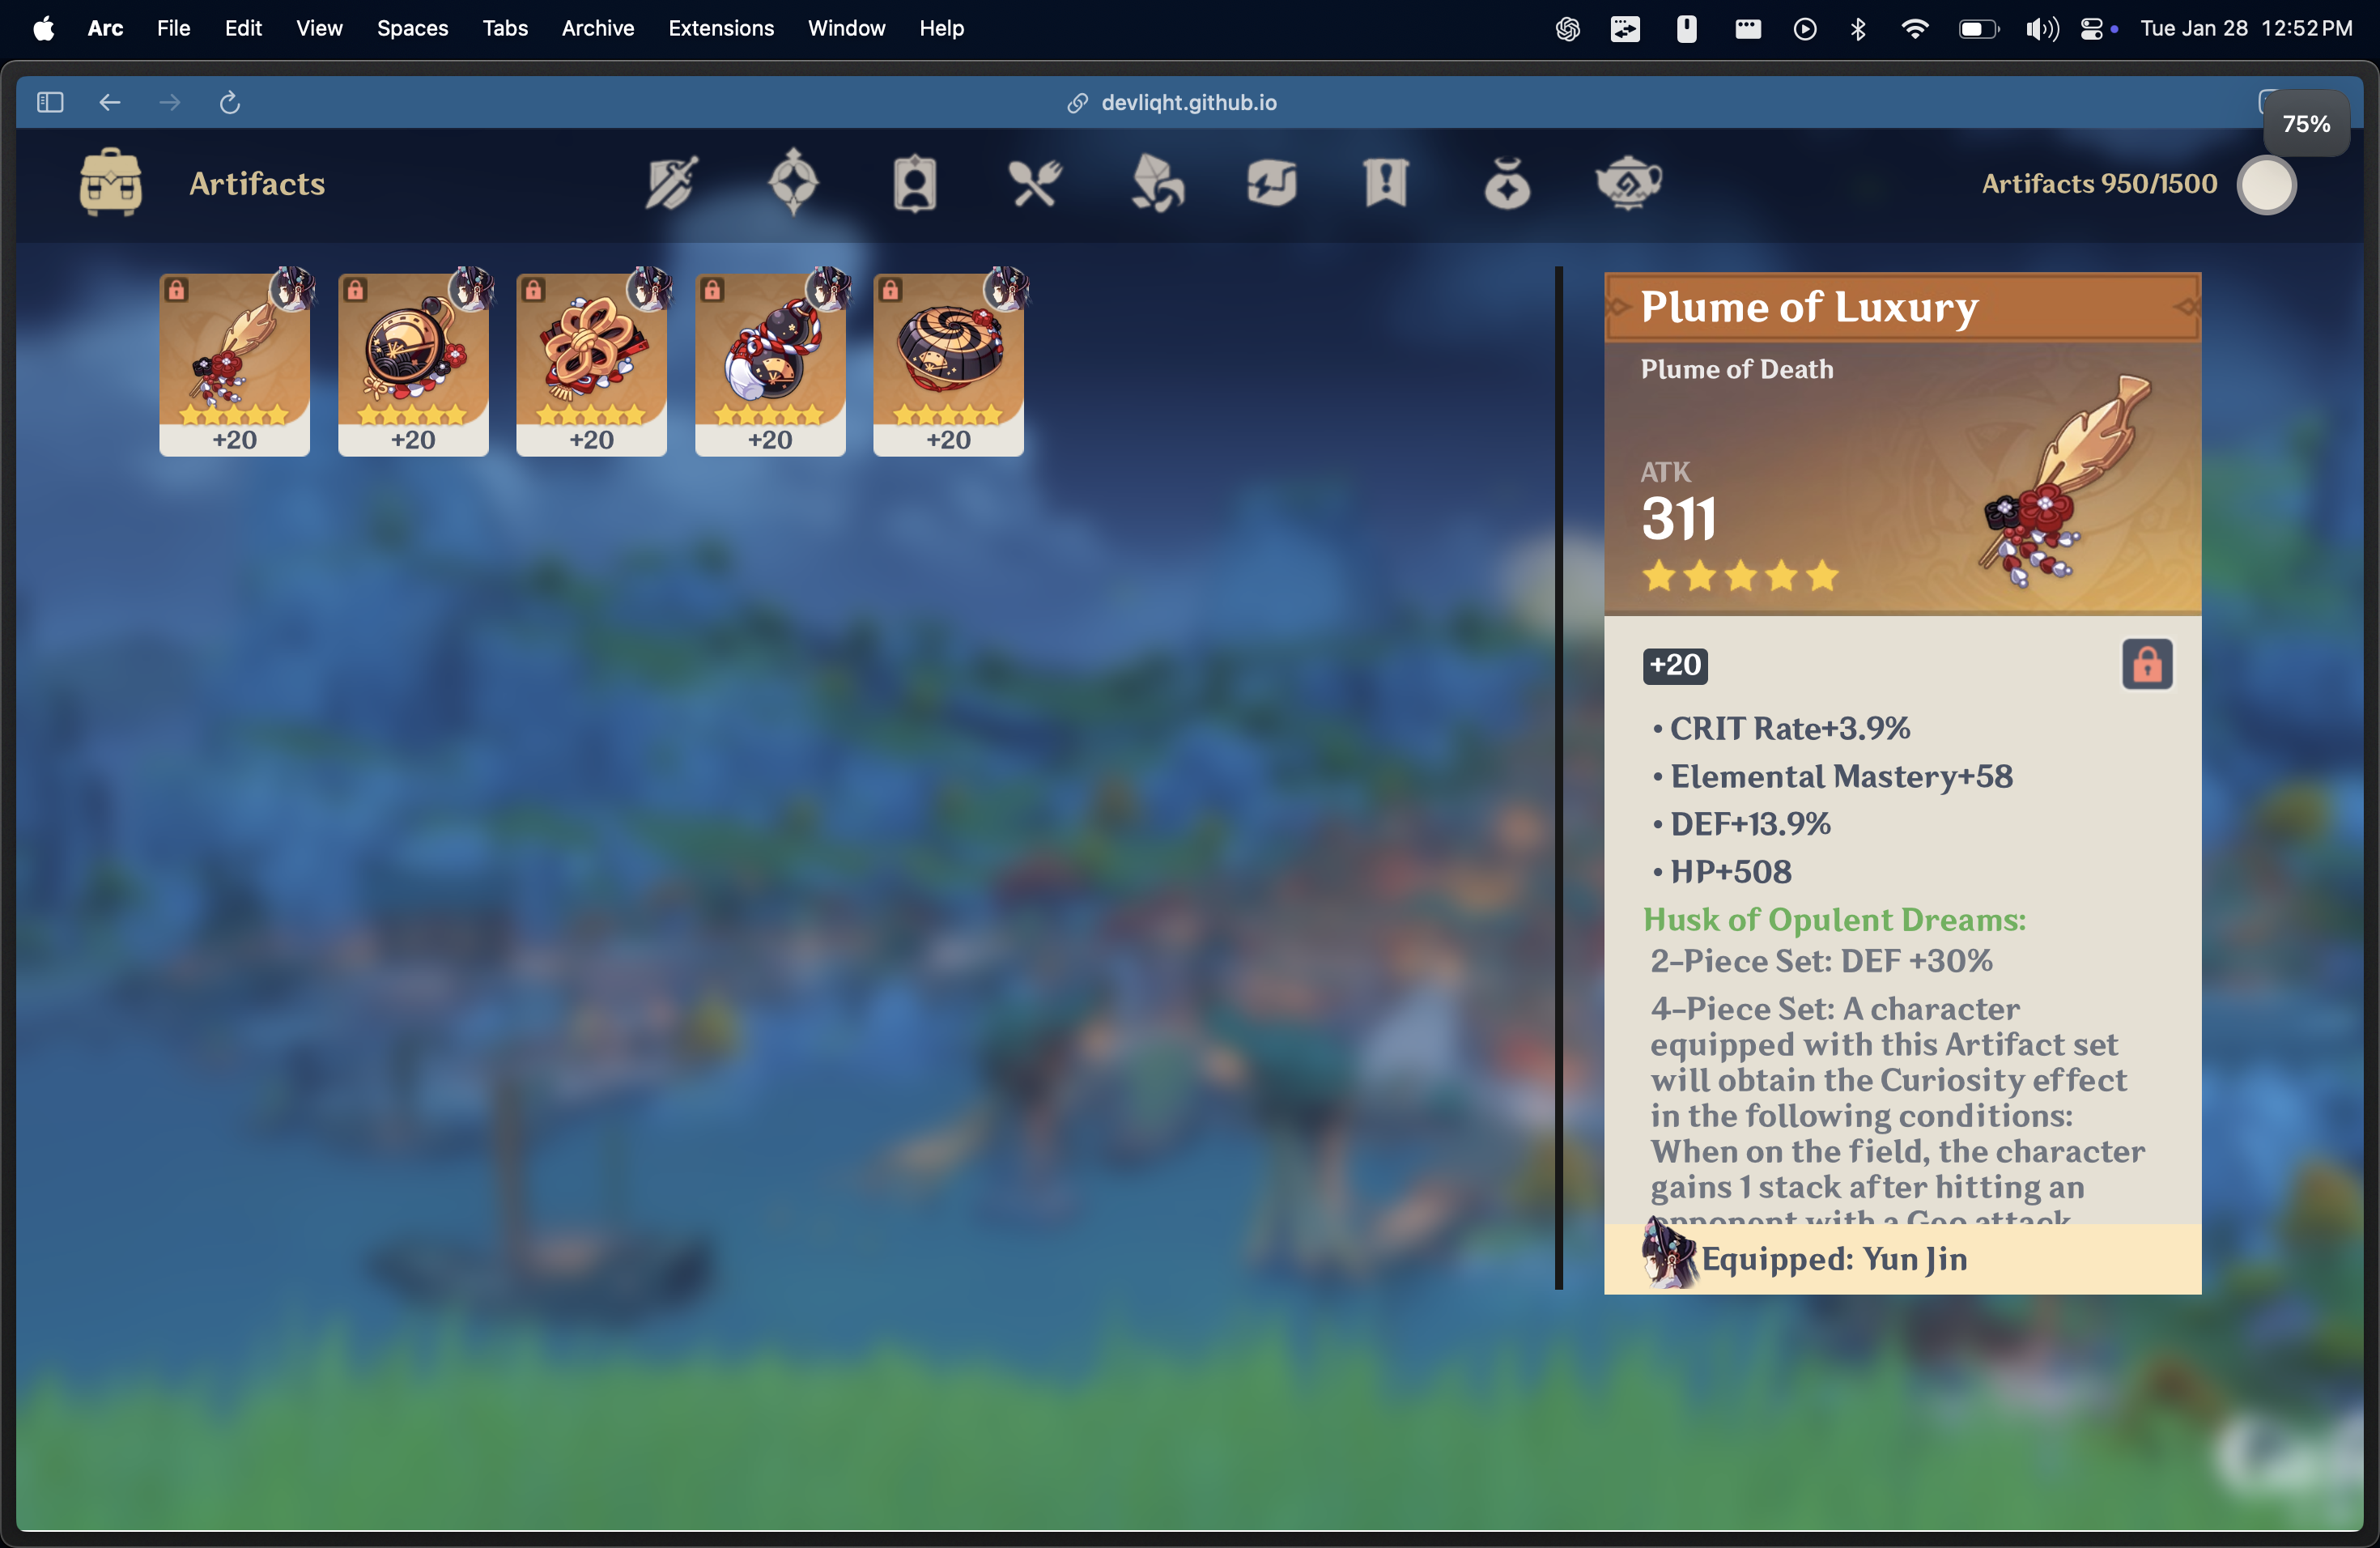 Arc File Edit View Spaces Tabs Archive Extensions Window Help Tue Jan 28 12:52 PM
devliqht.github.io
75%
Artifacts
Artifacts 950/1500
+20
+20
+20
+20
+20
Plume of Luxury
Plume of Death
ATK
311
+20
• CRIT Rate+3.9%
• Elemental Mastery+58
• DEF+13.9%
• HP+508
Husk of Opulent Dreams:
2-Piece Set: DEF +30%
4-Piece Set: A character
equipped with this Artifact set
will obtain the Curiosity effect
in the following conditions:
When on the field, the character
gains 1 stack after hitting an
opponent with a Geo attack
Equipped: Yun Jin